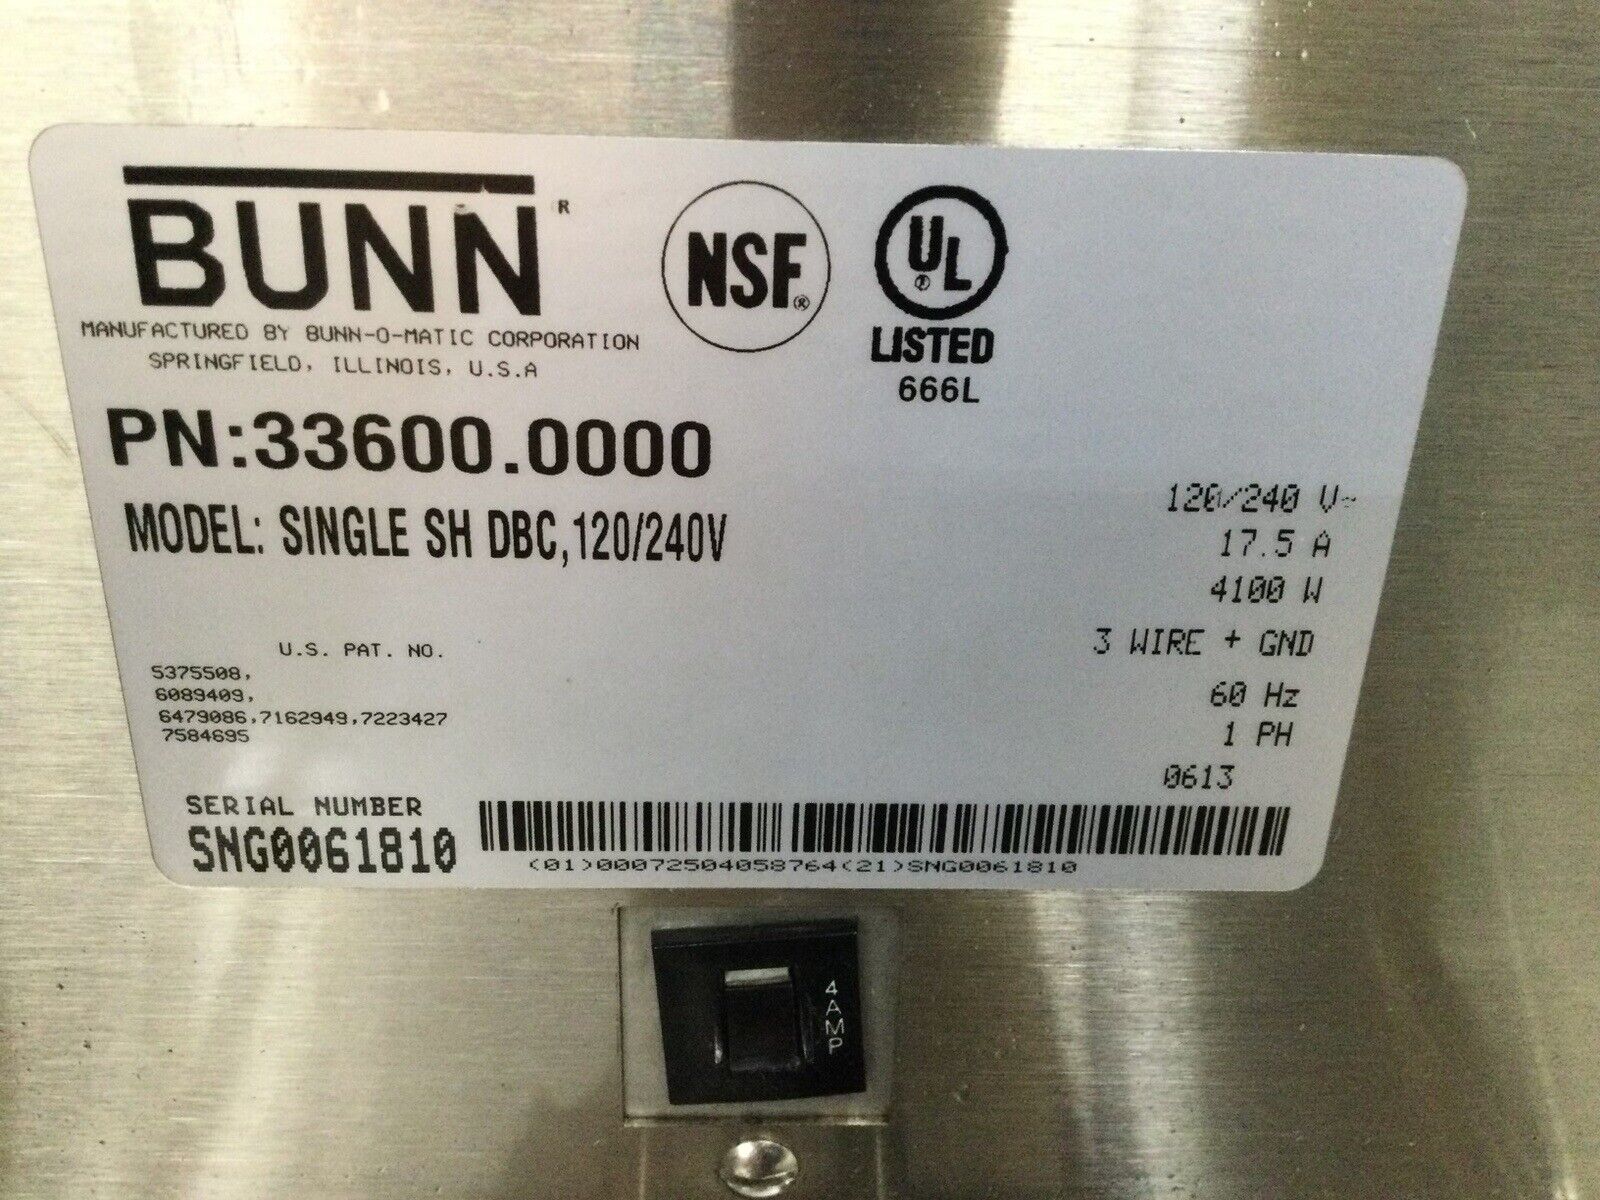 BUNN®
MANUFACTURED BY BUNN-O-MATIC CORPORATION
SPRINGFIELD, ILLINOIS, U.S.A
NSF®
UL®
LISTED
666L
PN:33600.0000
MODEL: SINGLE SH DBC,120/240V
120/240 V~
17.5 A
4100 W
3 WIRE + GND
60 Hz
1 PH
0613
U.S. PAT. NO.
5375508,
6089409,
6479086,7162949,7223427
7584695
SERIAL NUMBER
SNG0061810
(01)00072504058764(21)SNG0061810
4 AMP